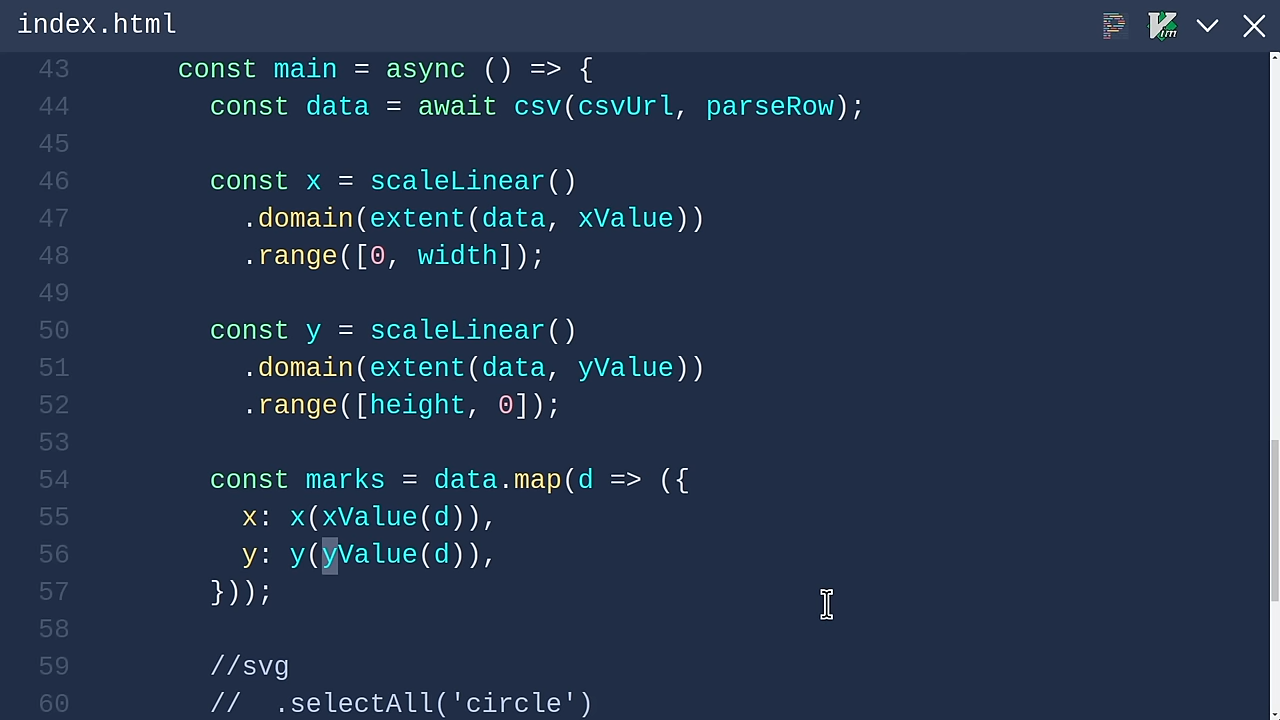 index.html
43 const main = async () => {
44 const data = await csv(csvUrl, parseRow);
45
46 const x = scaleLinear()
47 .domain(extent(data, xValue))
48 .range([0, width]);
49
50 const y = scaleLinear()
51 .domain(extent(data, yValue))
52 .range([height, 0]);
53
54 const marks = data.map(d => ({
55 x: x(xValue(d)),
56 y: y(yValue(d)),
57 }));
58
59 //svg
60 //  .selectAll('circle')